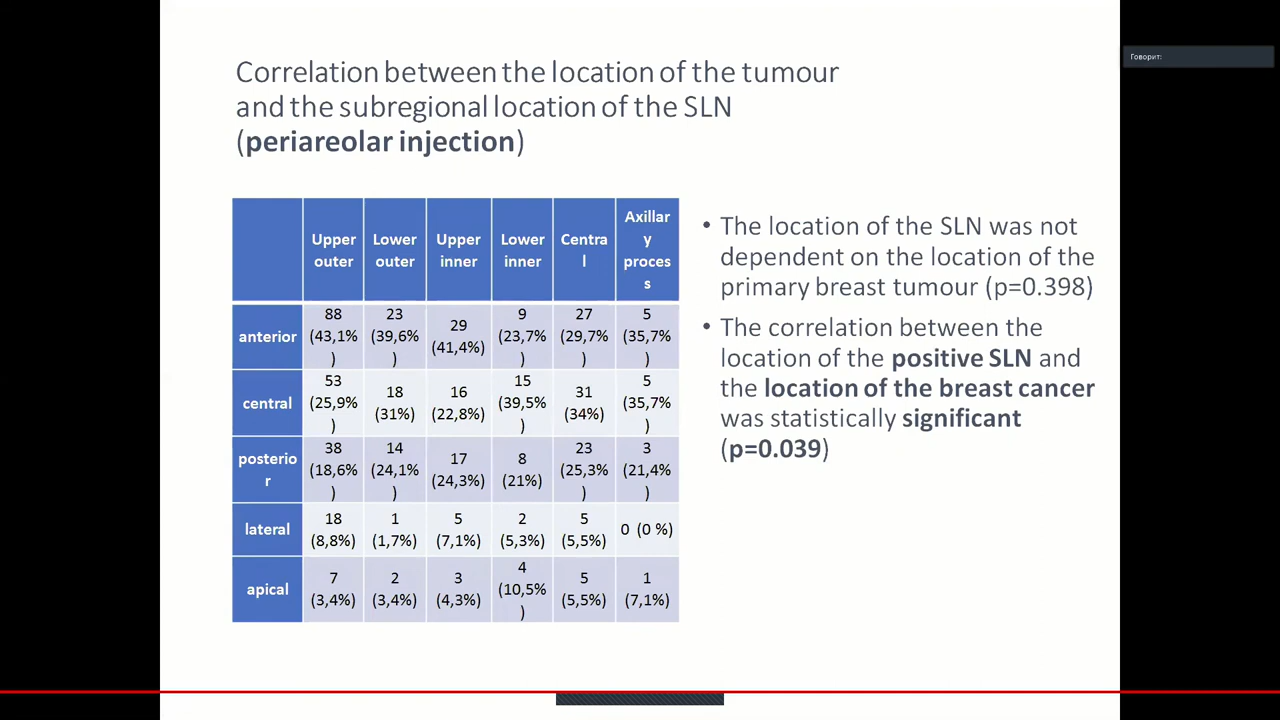 Correlation between the location of the tumour
and the subregional location of the SLN
(periareolar injection)
Говорит:
Upper outer
Lower outer
Upper inner
Lower inner
Centra l
Axillar y proces s
anterior
88 (43,1% )
23 (39,6% )
29 (41,4%)
9 (23,7% )
27 (29,7% )
5 (35,7% )
central
53 (25,9% )
18 (31%)
16 (22,8%)
15 (39,5% )
31 (34%)
5 (35,7% )
posterio r
38 (18,6% )
14 (24,1% )
17 (24,3%)
8 (21%)
23 (25,3% )
3 (21,4% )
lateral
18 (8,8%)
1 (1,7%)
5 (7,1%)
2 (5,3%)
5 (5,5%)
0 (0 %)
apical
7 (3,4%)
2 (3,4%)
3 (4,3%)
4 (10,5% )
5 (5,5%)
1 (7,1%)
• The location of the SLN was not
dependent on the location of the
primary breast tumour (p=0.398)
• The correlation between the
location of the positive SLN and
the location of the breast cancer
was statistically significant
(p=0.039)